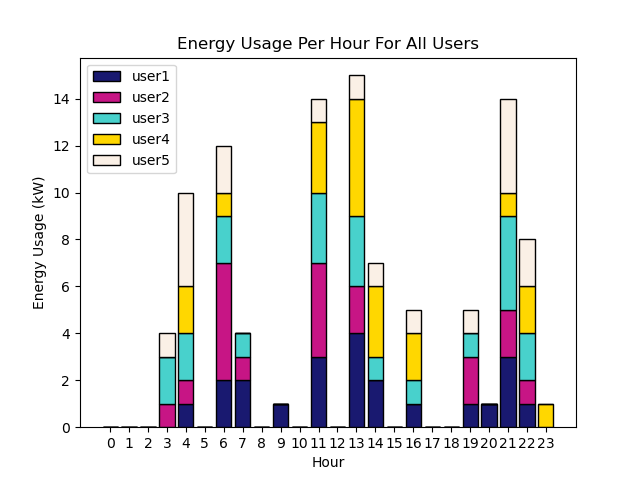 Energy Usage Per Hour For All Users
user1
user2
user3
user4
user5
14
12
10
8
6
4
2
0
Energy Usage (kW)
0 1 2 3 4 5 6 7 8 9 10 11 12 13 14 15 16 17 18 19 20 21 22 23
Hour